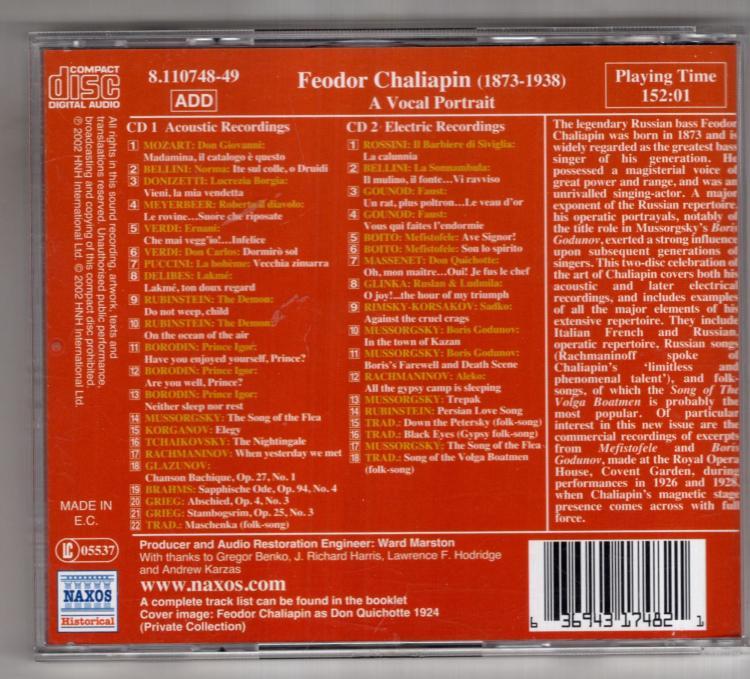 COMPACT
disc
DIGITAL AUDIO
8.110748-49
ADD
Feodor Chaliapin (1873-1938)
A Vocal Portrait
Playing Time
152:01
All rights in this sound recording, artwork, texts and
translations reserved. Unauthorised public performance,
broadcasting and copying of this compact disc prohibited.
℗ 2002 HNH International Ltd. © 2002 HNH International Ltd.
CD 1 Acoustic Recordings
1 MOZART: Don Giovanni:
Madamina, il catalogo è questo
2 BELLINI: Norma: Ite sul colle, o Druidi
3 DONIZETTI: Lucrezia Borgia:
Vieni, la mia vendetta
4 MEYERBEER: Roberto il diavolo:
Le rovine...Suore che riposate
5 VERDI: Ernani:
Che mai vegg'io!...Infelice
6 VERDI: Don Carlos: Dormirò sol
7 PUCCINI: La bohème: Vecchia zimarra
8 DELIBES: Lakmé:
Lakmé, ton doux regard
9 RUBINSTEIN: The Demon:
Do not weep, child
10 RUBINSTEIN: The Demon:
On the ocean of the air
11 BORODIN: Prince Igor:
Have you enjoyed yourself, Prince?
12 BORODIN: Prince Igor:
Are you well, Prince?
13 BORODIN: Prince Igor:
Neither sleep nor rest
14 MUSSORGSKY: The Song of the Flea
15 KORGANOV: Elegy
16 TCHAIKOVSKY: The Nightingale
17 RACHMANINOV: When yesterday we met
18 GLAZUNOV:
Chanson Bachique, Op. 27, No. 1
19 BRAHMS: Sapphische Ode, Op. 94, No. 4
20 GRIEG: Abschied, Op. 4, No. 3
21 GRIEG: Stambogsrim, Op. 25, No. 3
22 TRAD.: Maschenka (folk-song)
CD 2 Electric Recordings
1 ROSSINI: Il Barbiere di Siviglia:
La calunnia
2 BELLINI: La Sonnambula:
Il mulino, il fonte...Vi ravviso
3 GOUNOD: Faust:
Un rat, plus poltron...Le veau d'or
4 GOUNOD: Faust:
Vous qui faites l'endormie
5 BOITO: Mefistofele: Ave Signor!
6 BOITO: Mefistofele: Son lo spirito
7 MASSENET: Don Quichotte:
Oh, mon maître...Oui! Je fus le chef
8 GLINKA: Ruslan & Ludmila:
O joy!...the hour of my triumph
9 RIMSKY-KORSAKOV: Sadko:
Against the cruel crags
10 MUSSORGSKY: Boris Godunov:
In the town of Kazan
11 MUSSORGSKY: Boris Godunov:
Boris's Farewell and Death Scene
12 RACHMANINOV: Aleko:
All the gypsy camp is sleeping
13 MUSSORGSKY: Trepak
14 RUBINSTEIN: Persian Love Song
15 TRAD.: Down the Petersky (folk-song)
16 TRAD.: Black Eyes (Gypsy folk-song)
17 MUSSORGSKY: The Song of the Flea
18 TRAD.: Song of the Volga Boatmen
(folk-song)
The legendary Russian bass Feodor
Chaliapin was born in 1873 and is
widely regarded as the greatest bass
singer of his generation. He
possessed a magisterial voice of
great power and range, and was an
unrivalled singing-actor. A major
exponent of the Russian repertoire,
his operatic portrayals, notably of
the title role in Mussorgsky's Boris
Godunov, exerted a strong influence
upon subsequent generations of
singers. This two-disc celebration of
the art of Chaliapin covers both his
acoustic and later electrical
recordings, and includes examples
of all the major elements of his
extensive repertoire. They include
Italian French and Russian
operatic repertoire, Russian songs
(Rachmaninoff spoke of
Chaliapin's 'limitless and
phenomenal talent'), and folk-
songs, of which the Song of The
Volga Boatmen is probably the
most popular. Of particular
interest in this new issue are the
commercial recordings of excerpts
from Mefistofele and Boris
Godunov, made at the Royal Opera
House, Covent Garden, during
performances in 1926 and 1928,
when Chaliapin's magnetic stage
presence comes across with full
force.
MADE IN
E.C.
LC 05537
NAXOS
Historical
Producer and Audio Restoration Engineer: Ward Marston
With thanks to Gregor Benko, J. Richard Harris, Lawrence F. Hodridge
and Andrew Karzas
www.naxos.com
A complete track list can be found in the booklet
Cover image: Feodor Chaliapin as Don Quichotte 1924
(Private Collection)
6 36943 17482 1